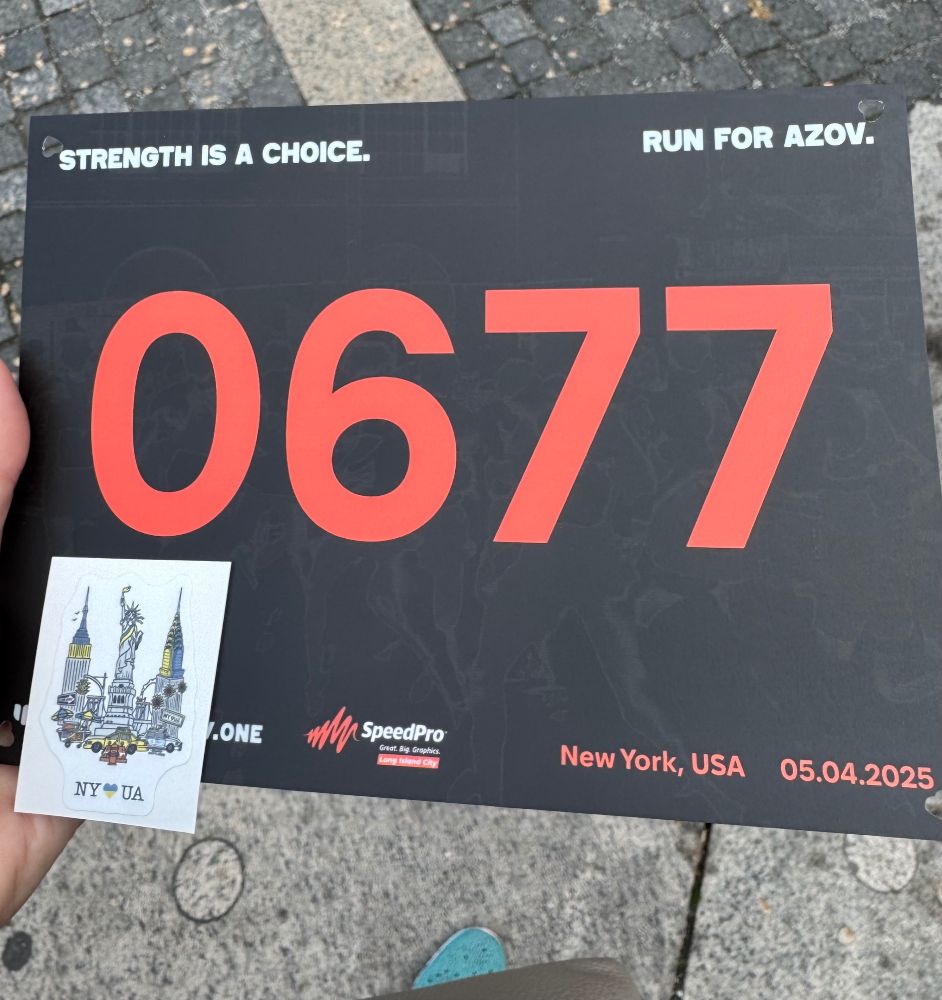 STRENGTH IS A CHOICE.
RUN FOR AZOV.
0677
.ONE
SpeedPro
Great. Big. Graphics.
Long Island City
New York, USA
05.04.2025
NY💙UA